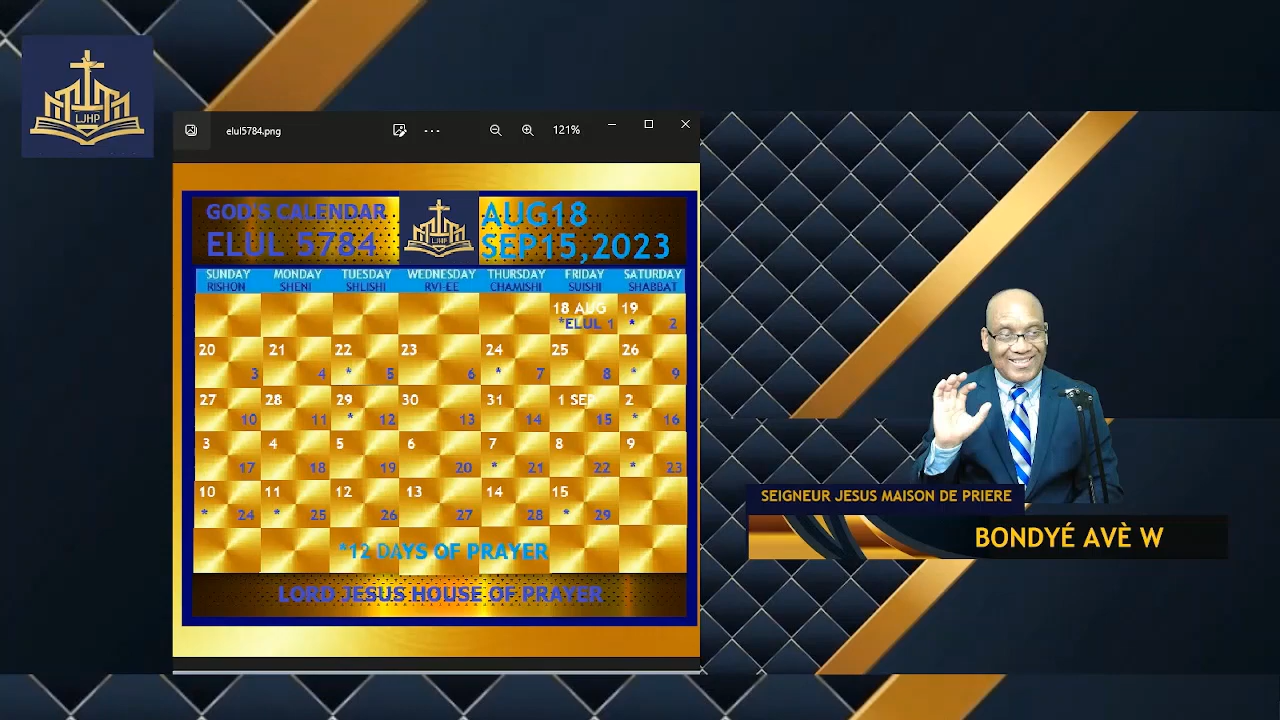 LJHP
elul5784.png
121%
GOD'S CALENDAR
ELUL 5784
LJHP
AUG18
SEP15,2023
SUNDAY MONDAY TUESDAY WEDNESDAY THURSDAY FRIDAY SATURDAY
RISHON SHENI SHLISHI RVI-EE CHAMISHI SUISHI SHABBAT
18 AUG 19
*ELUL 1 * 2
20 21 22 23 24 25 26
3 4 * 5 6 * 7 8 * 9
27 28 29 30 31 1 SEP 2
10 11 * 12 13 14 15 * 16
3 4 5 6 7 8 9
17 18 19 20 * 21 22 * 23
10 11 12 13 14 15
* 24 * 25 26 27 28 * 29
*12 DAYS OF PRAYER
LORD JESUS HOUSE OF PRAYER
SEIGNEUR JESUS MAISON DE PRIERE
BONDYÉ AVÈ W